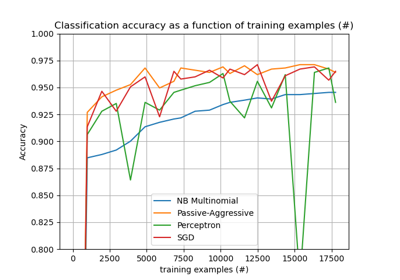 Classification accuracy as a function of training examples (#)
1.000
0.975
0.950
0.925
0.900
0.875
0.850
0.825
0.800
Accuracy
NB Multinomial
Passive-Aggressive
Perceptron
SGD
0 2500 5000 7500 10000 12500 15000 17500
training examples (#)